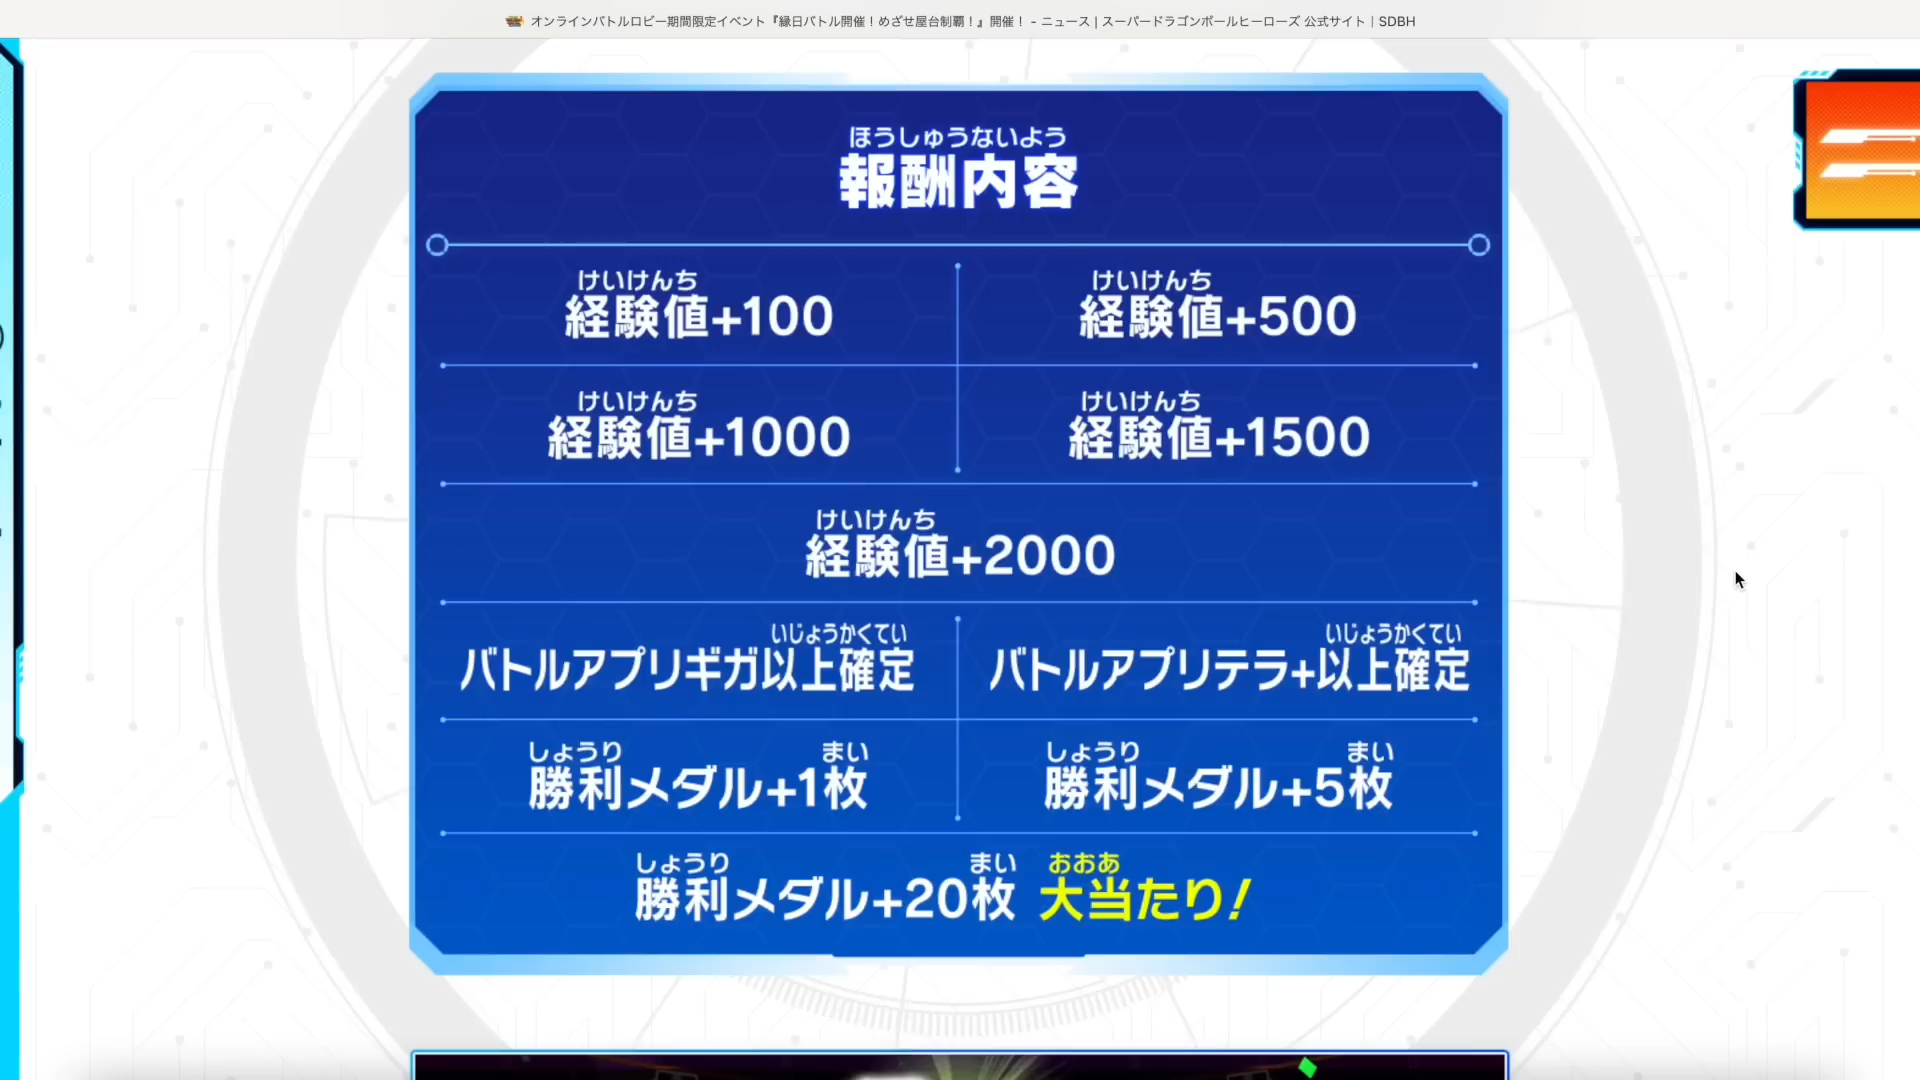 オンラインバトルロビー期間限定イベント『縁日バトル開催！めざせ屋台制覇！』開催！ - ニュース | スーパードラゴンボールヒーローズ 公式サイト｜SDBH
ほうしゅうないよう
報酬内容
けいけんち
経験値+100
けいけんち
経験値+500
けいけんち
経験値+1000
けいけんち
経験値+1500
けいけんち
経験値+2000
いじょうかくてい
バトルアプリギガ以上確定
いじょうかくてい
バトルアプリテラ+以上確定
しょうり まい
勝利メダル+1枚
しょうり まい
勝利メダル+5枚
しょうり まい おおあ
勝利メダル+20枚 大当たり!